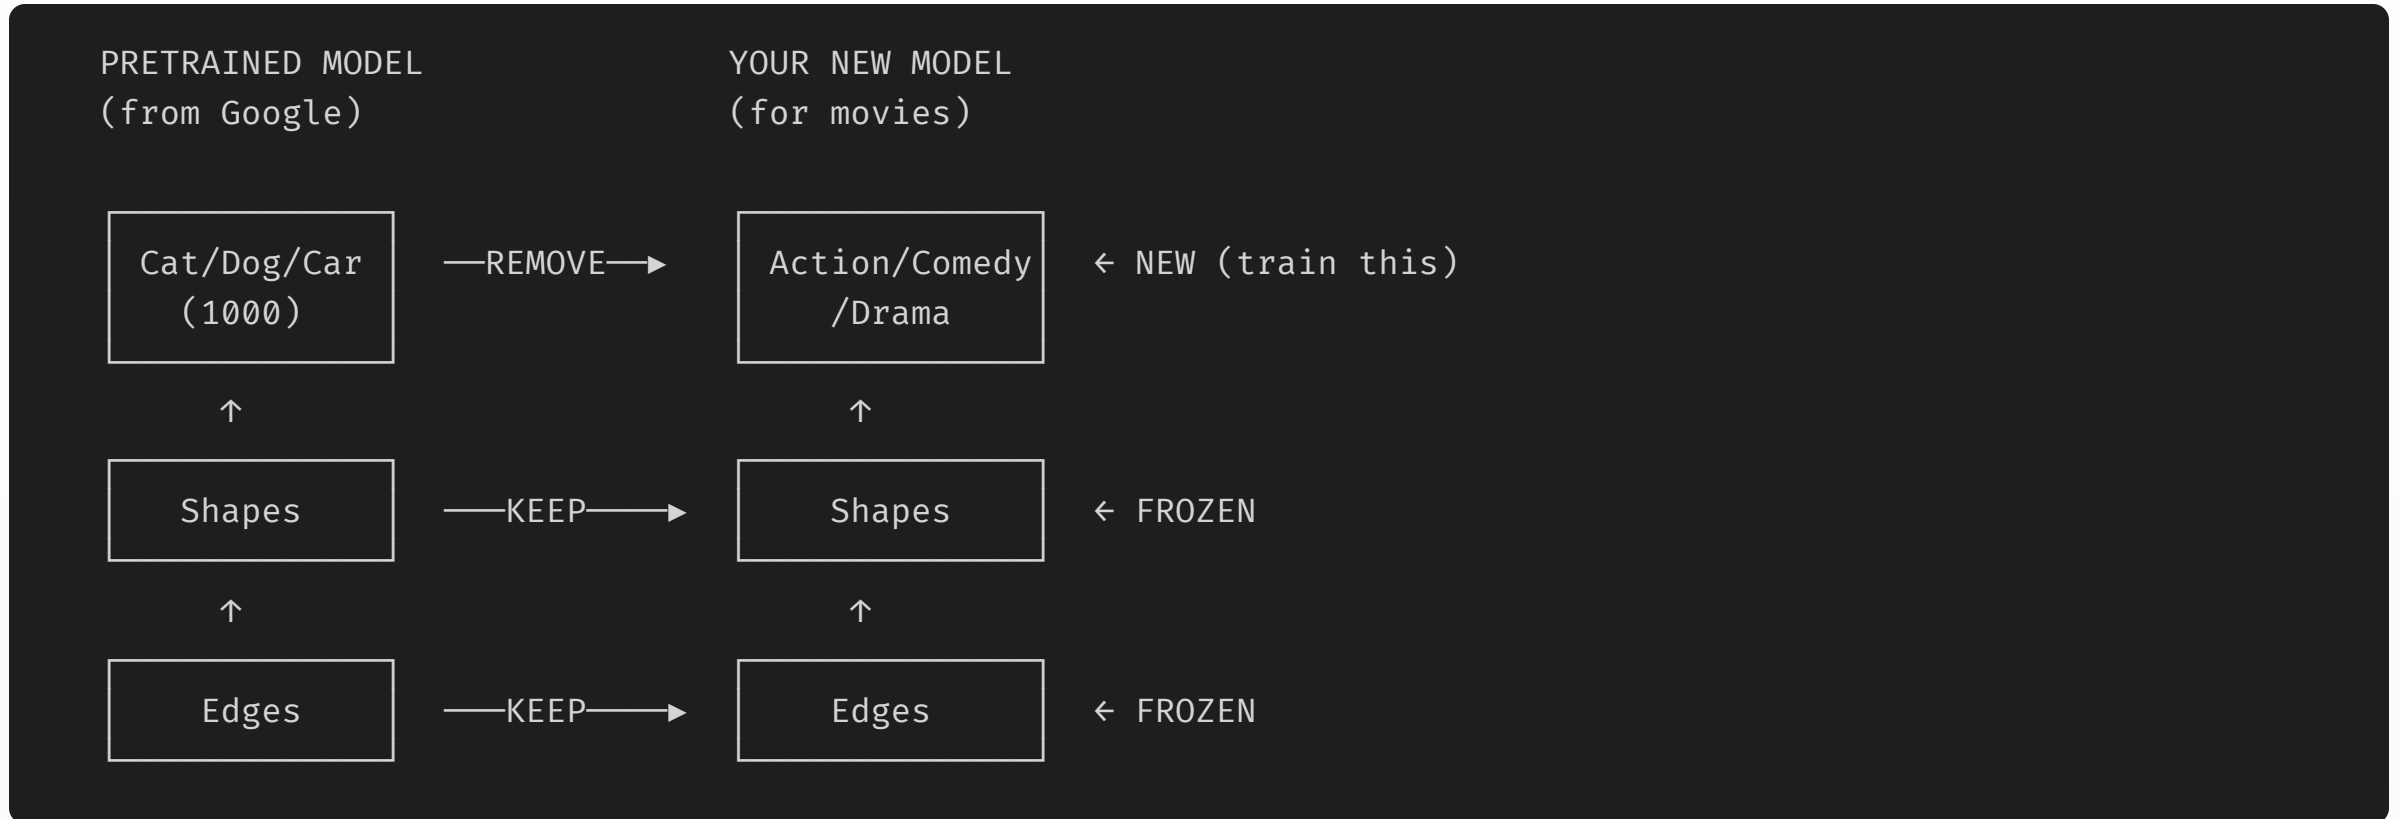 PRETRAINED MODEL YOUR NEW MODEL
(from Google) (for movies)
Cat/Dog/Car ──REMOVE──▶ Action/Comedy ← NEW (train this)
(1000) /Drama
↑ ↑
Shapes ───KEEP────▶ Shapes ← FROZEN
↑ ↑
Edges ───KEEP────▶ Edges ← FROZEN